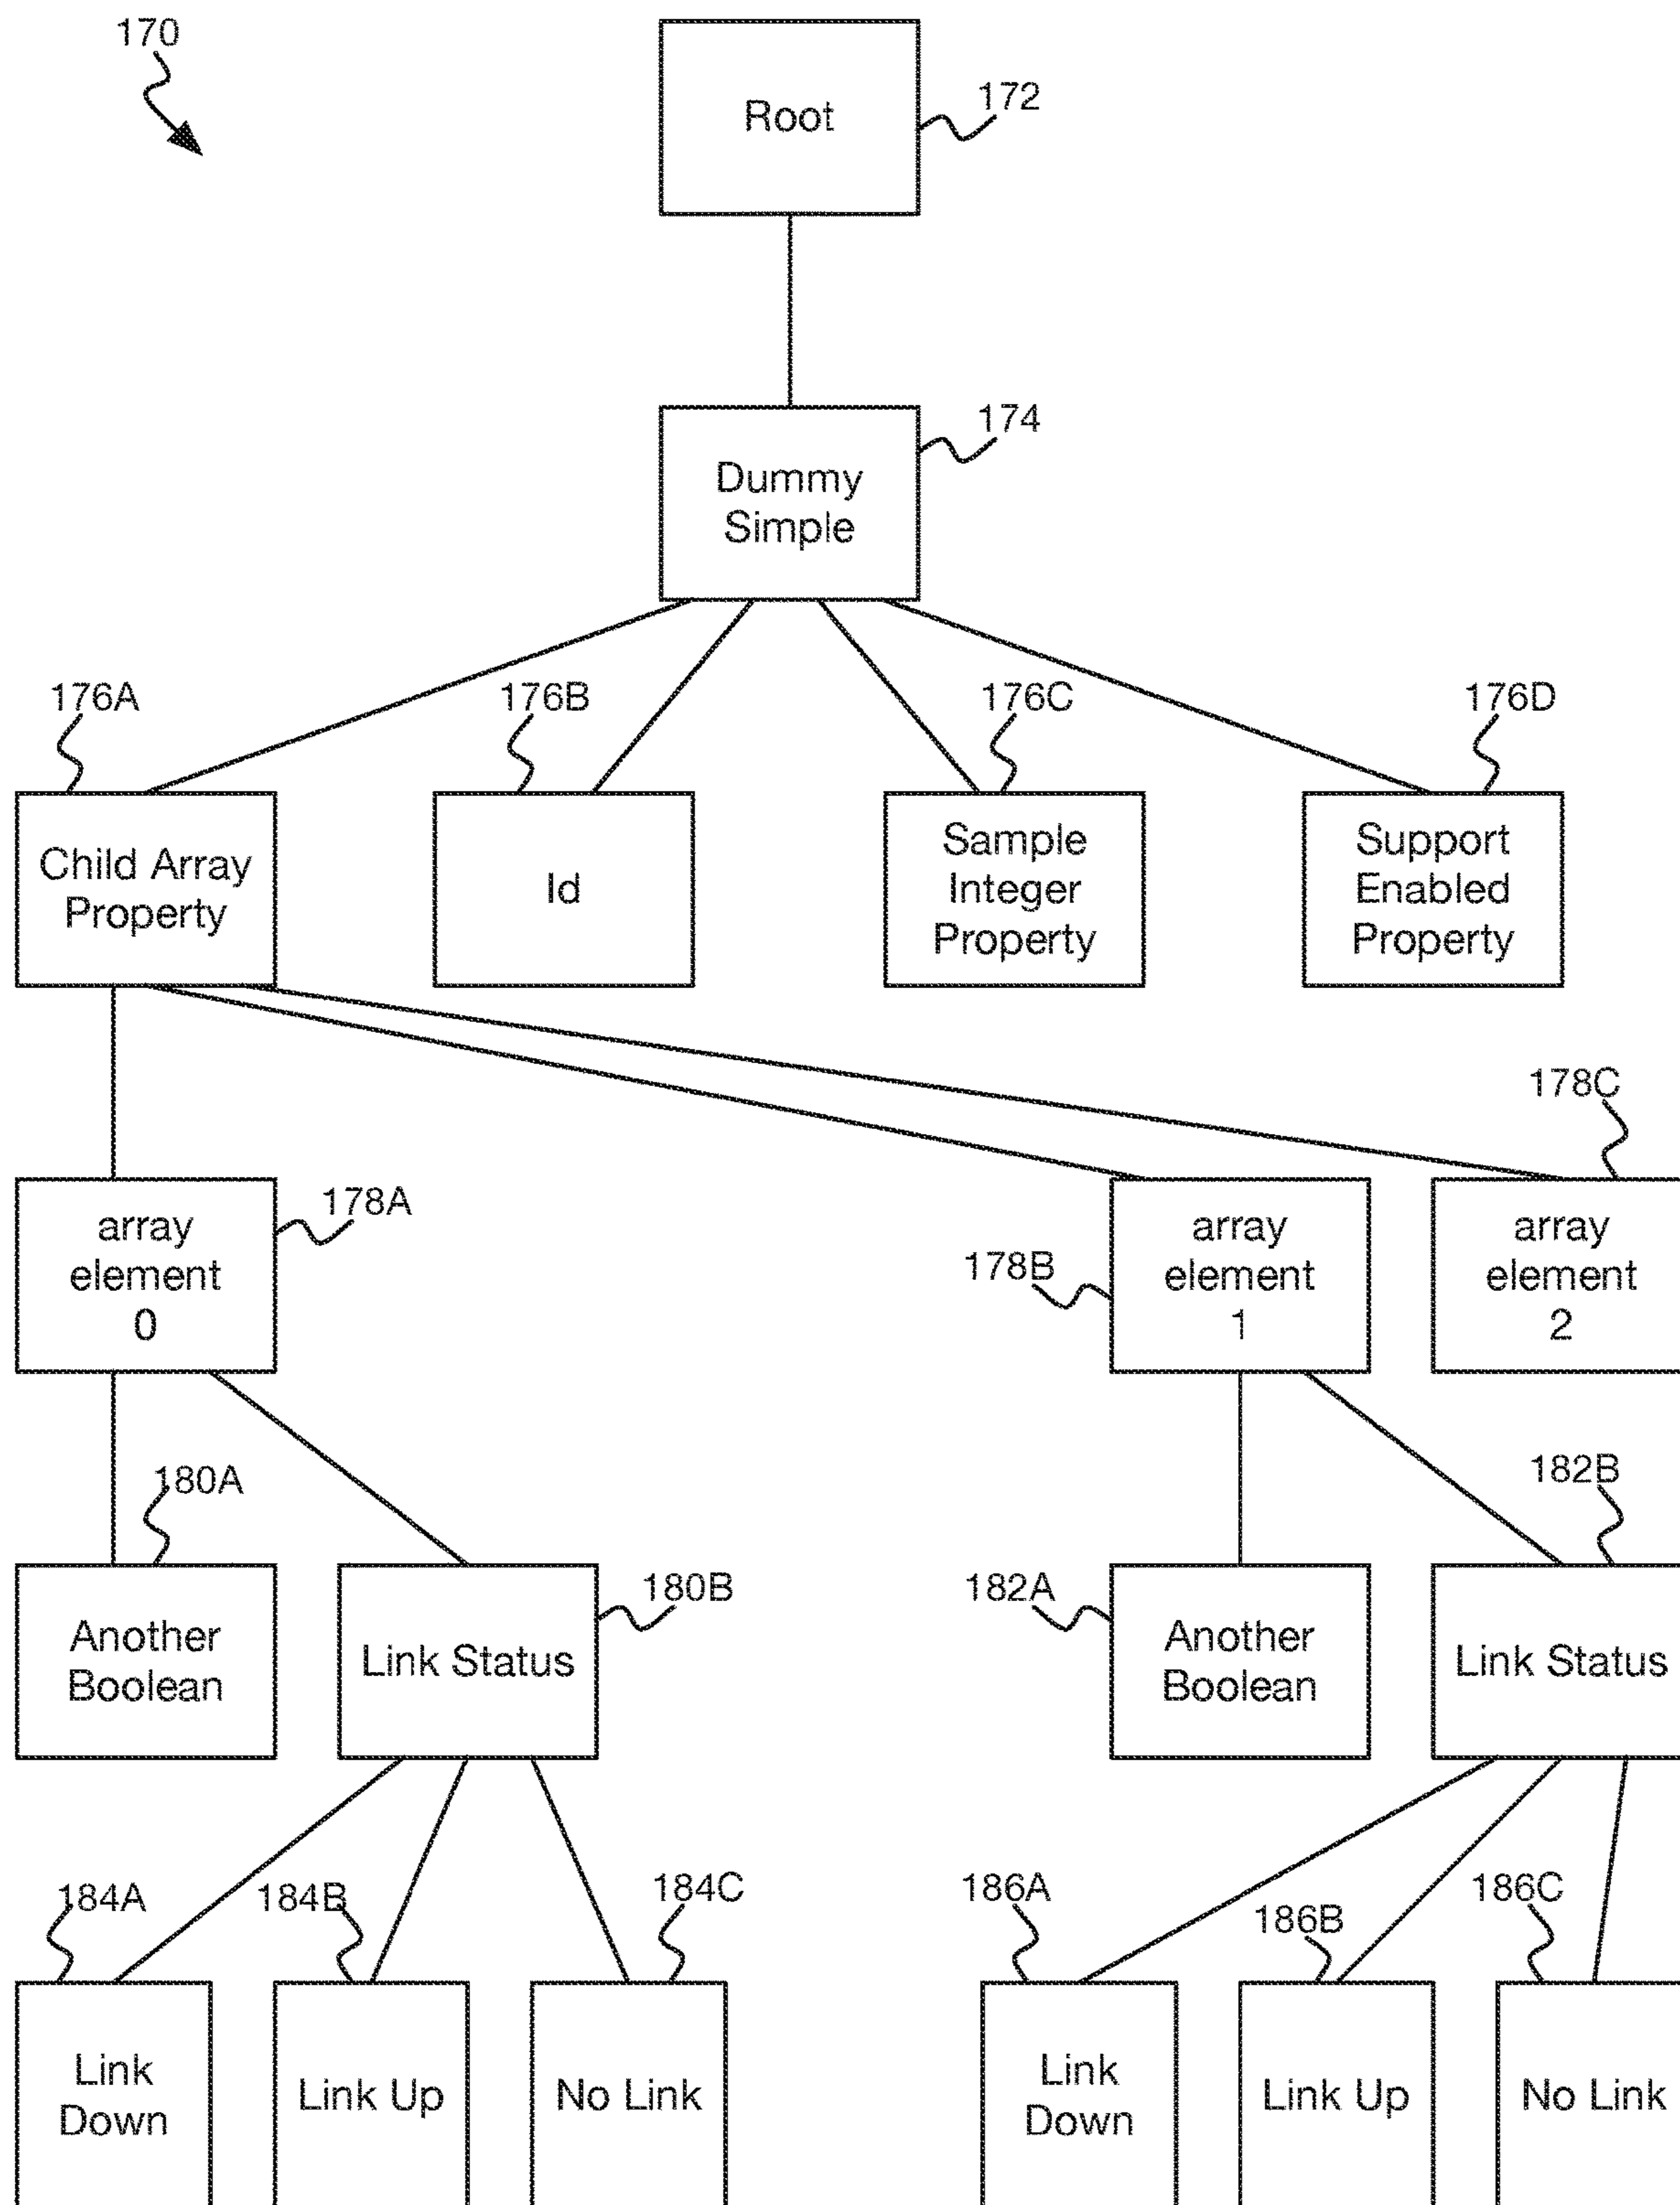 170
Root
172
Dummy
Simple
174
176A
176B
176C
176D
Child Array
Property
Id
Sample
Integer
Property
Support
Enabled
Property
178C
array
element
0
178A
178B
array
element
1
array
element
2
180A
182B
Another
Boolean
Link Status
180B
182A
Another
Boolean
Link Status
184A
184B
184C
186A
186B
186C
Link
Down
Link Up
No Link
Link
Down
Link Up
No Link